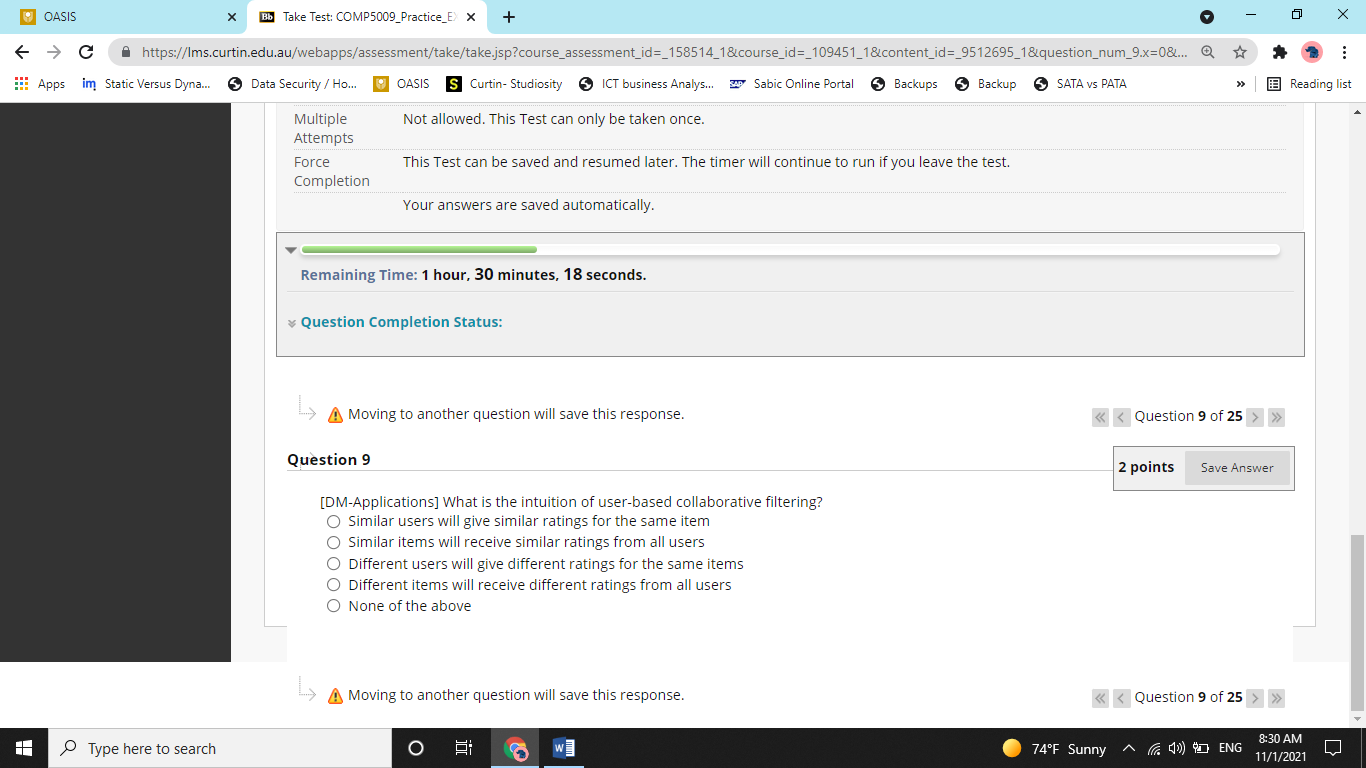 OASIS
Bb Take Test: COMP5009_Practice_E
https://lms.curtin.edu.au/webapps/assessment/take/take.jsp?course_assessment_id=_158514_1&course_id=_109451_1&content_id=_9512695_1&question_num_9.x=0&...
Apps im Static Versus Dyna... Data Security / Ho... OASIS S Curtin- Studiosity ICT business Analys... SAP Sabic Online Portal Backups Backup SATA vs PATA » Reading list
Multiple Attempts Not allowed. This Test can only be taken once.
Force Completion This Test can be saved and resumed later. The timer will continue to run if you leave the test.
Your answers are saved automatically.
Remaining Time: 1 hour, 30 minutes, 18 seconds.
Question Completion Status:
Moving to another question will save this response. Question 9 of 25
Question 9
2 points Save Answer
[DM-Applications] What is the intuition of user-based collaborative filtering?
Similar users will give similar ratings for the same item
Similar items will receive similar ratings from all users
Different users will give different ratings for the same items
Different items will receive different ratings from all users
None of the above
Moving to another question will save this response. Question 9 of 25
Type here to search
74°F Sunny ENG 8:30 AM
11/1/2021